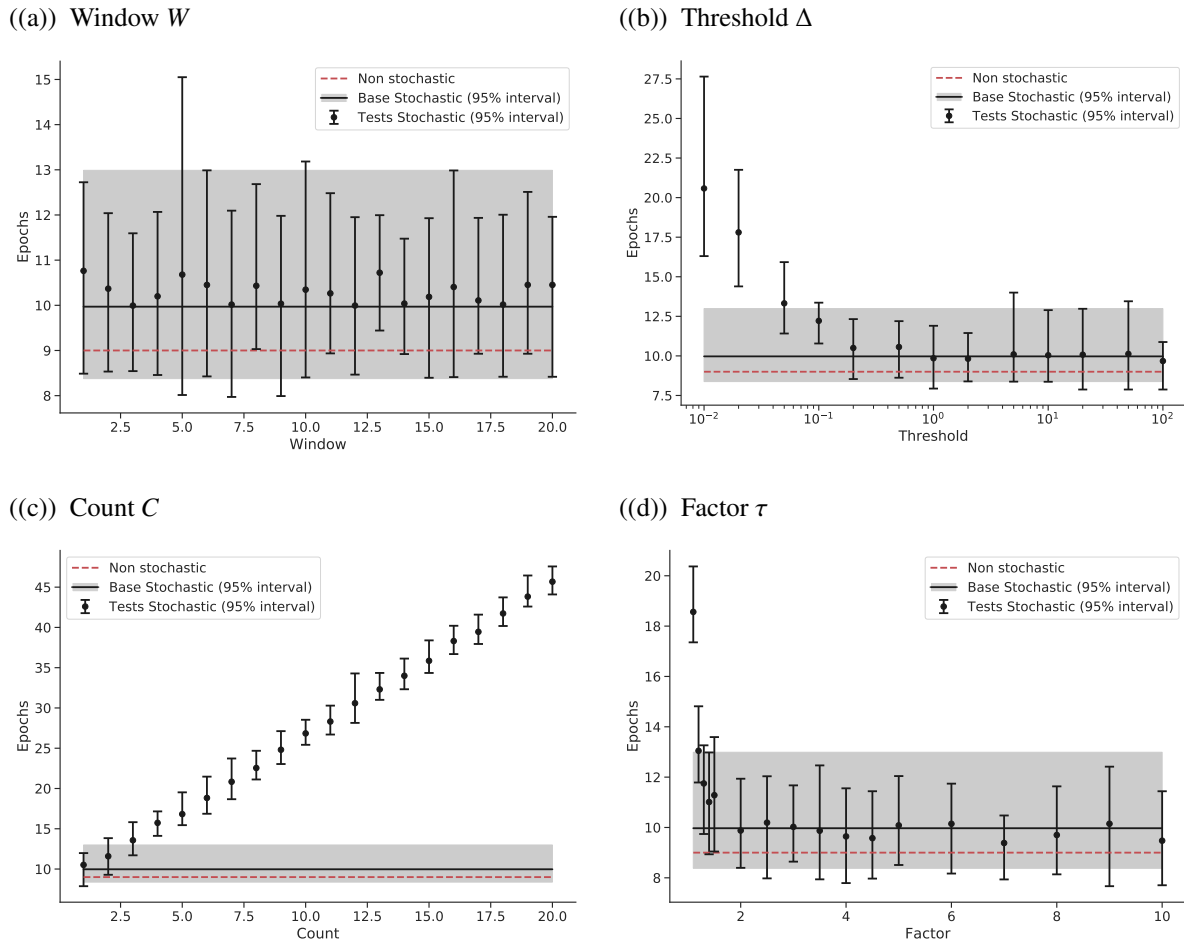 ((a)) Window W
15
14
13
12
11
10
9
8
Epochs
2.5 5.0 7.5 10.0 12.5 15.0 17.5 20.0
Window
Non stochastic
Base Stochastic (95% interval)
Tests Stochastic (95% interval)
((b)) Threshold Δ
27.5
25.0
22.5
20.0
17.5
15.0
12.5
10.0
7.5
Epochs
10⁻² 10⁻¹ 10⁰ 10¹ 10²
Threshold
Non stochastic
Base Stochastic (95% interval)
Tests Stochastic (95% interval)
((c)) Count C
45
40
35
30
25
20
15
10
Epochs
2.5 5.0 7.5 10.0 12.5 15.0 17.5 20.0
Count
Non stochastic
Base Stochastic (95% interval)
Tests Stochastic (95% interval)
((d)) Factor τ
20
18
16
14
12
10
8
Epochs
2 4 6 8 10
Factor
Non stochastic
Base Stochastic (95% interval)
Tests Stochastic (95% interval)